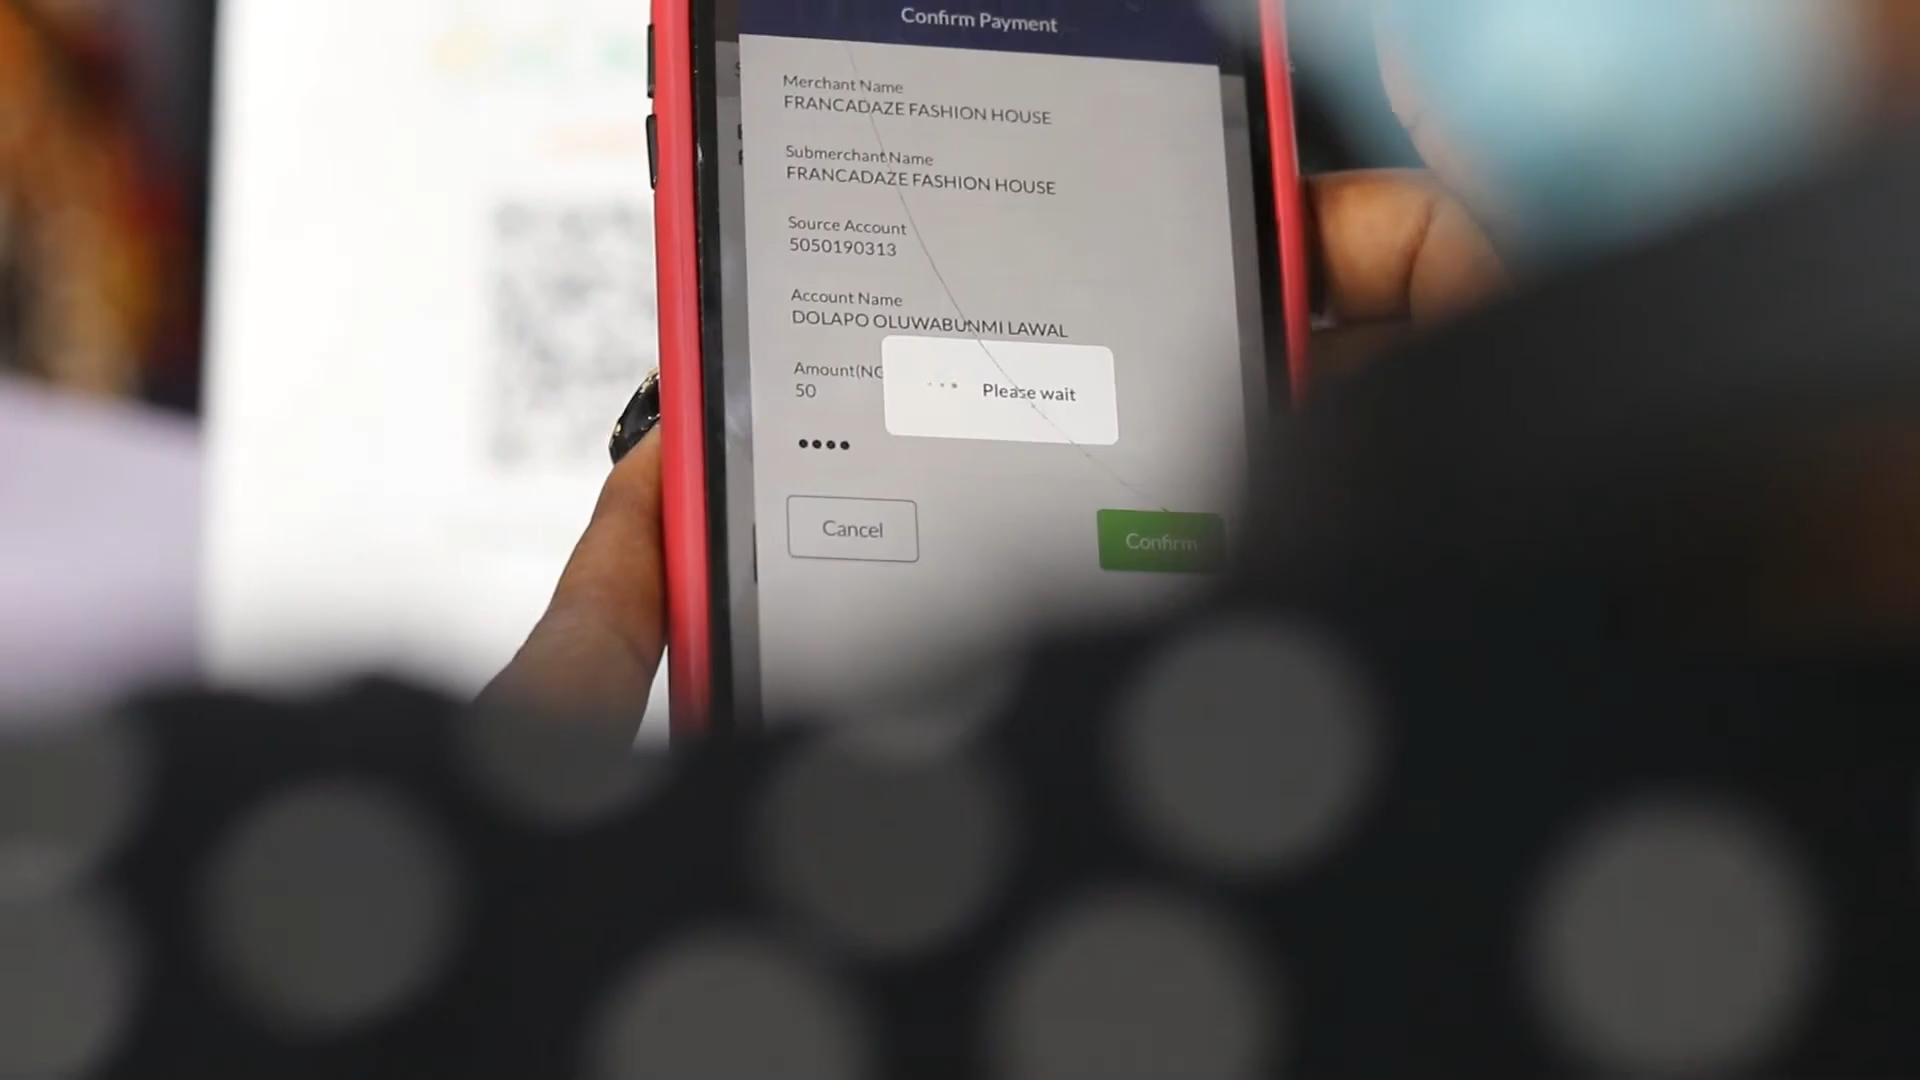 Confirm Payment
Merchant Name
FRANCADAZE FASHION HOUSE
Submerchant Name
FRANCADAZE FASHION HOUSE
Source Account
5050190313
Account Name
DOLAPO OLUWABUNMI LAWAL
Amount(NG
50
Please wait
Cancel
Confirm